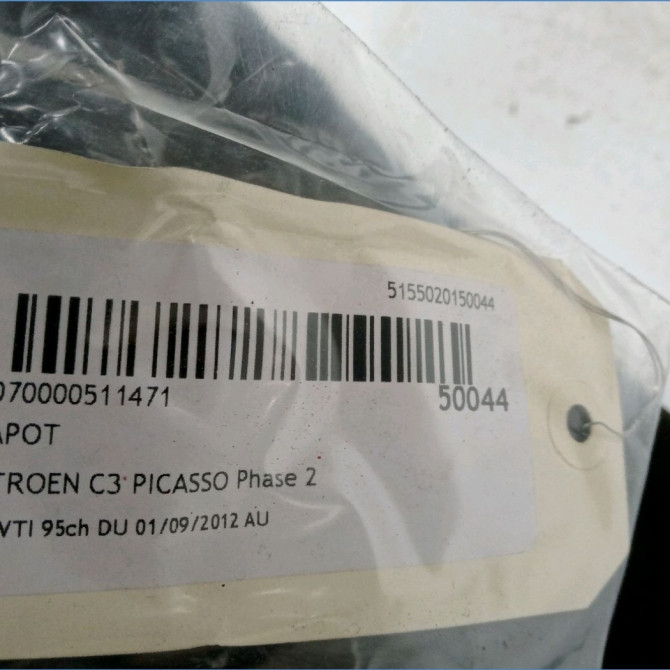 5155020150044
070000511471 50044
APOT
TROEN C3 PICASSO Phase 2
VTI 95ch DU 01/09/2012 AU